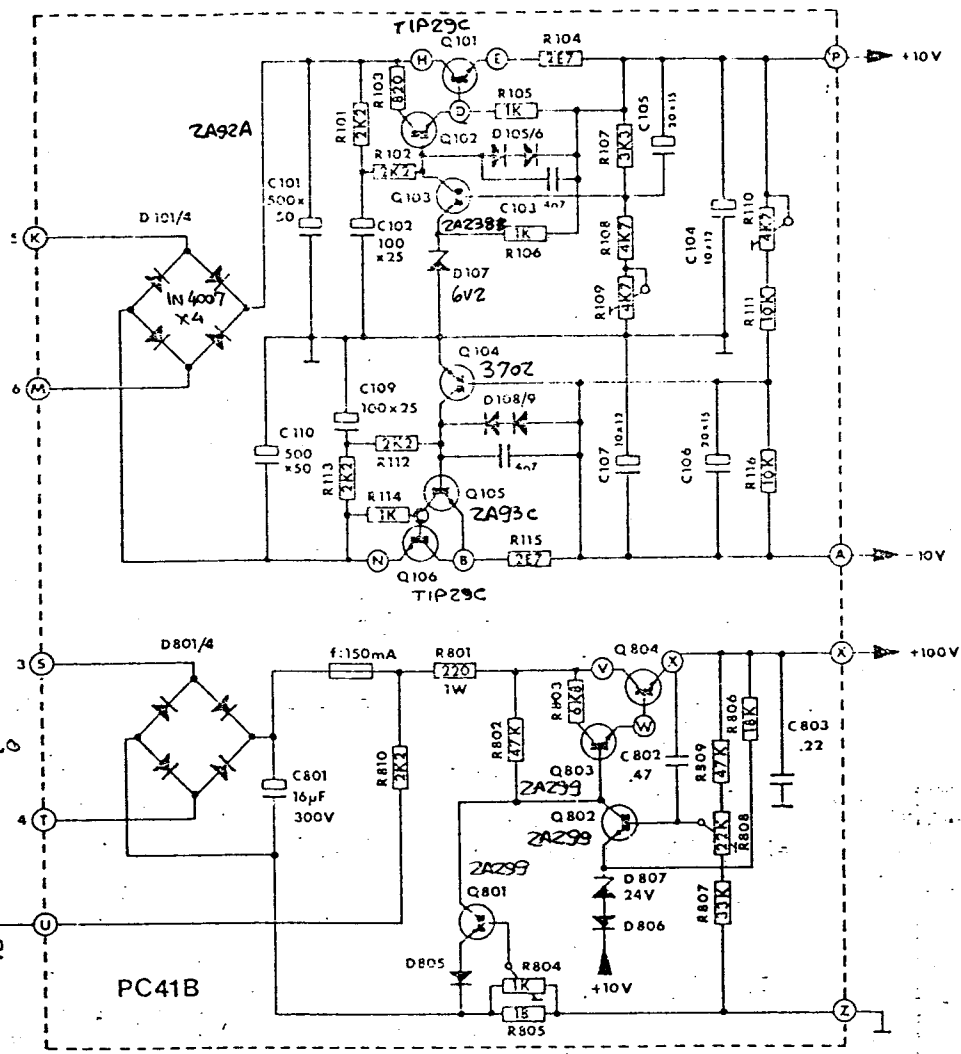 TIP29C
Q101
R104
2E7
H
E
P
+10V
R103
820
D
R105
1K
C105
20x15
R101
2K2
ZA92A
Q102
D105/6
R107
3K3
R102
2K2
C101
500x
50
Q103
4n7
R110
4K7
D101/4
C102
100
x25
ZA238B
C103
1K
R106
R108
4K7
C104
10x12
5
K
D107
6V2
R109
4K7
R111
10K
IN4007
x4
Q104
3702
6
M
C109
100x25
D108/9
C110
500
x50
2K2
R112
4n7
C107
10x12
C106
20x15
R116
10K
R113
2K2
R114
1K
Q105
ZA93C
R115
2E7
N
B
A
-10V
Q106
TIP29C
D801/4
f:150mA
R801
220
1W
Q804
3
S
V
X
X
+100V
R803
6K8
W
R806
18K
R802
47K
C803
.22
R810
2K2
Q803
ZA299
C802
.47
R809
47K
C801
16µF
300V
Q802
ZA299
22K
R808
4
T
ZA299
Q801
D807
24V
R807
33K
D806
U
D805
R804
1K
+10V
PC41B
18
R805
Z